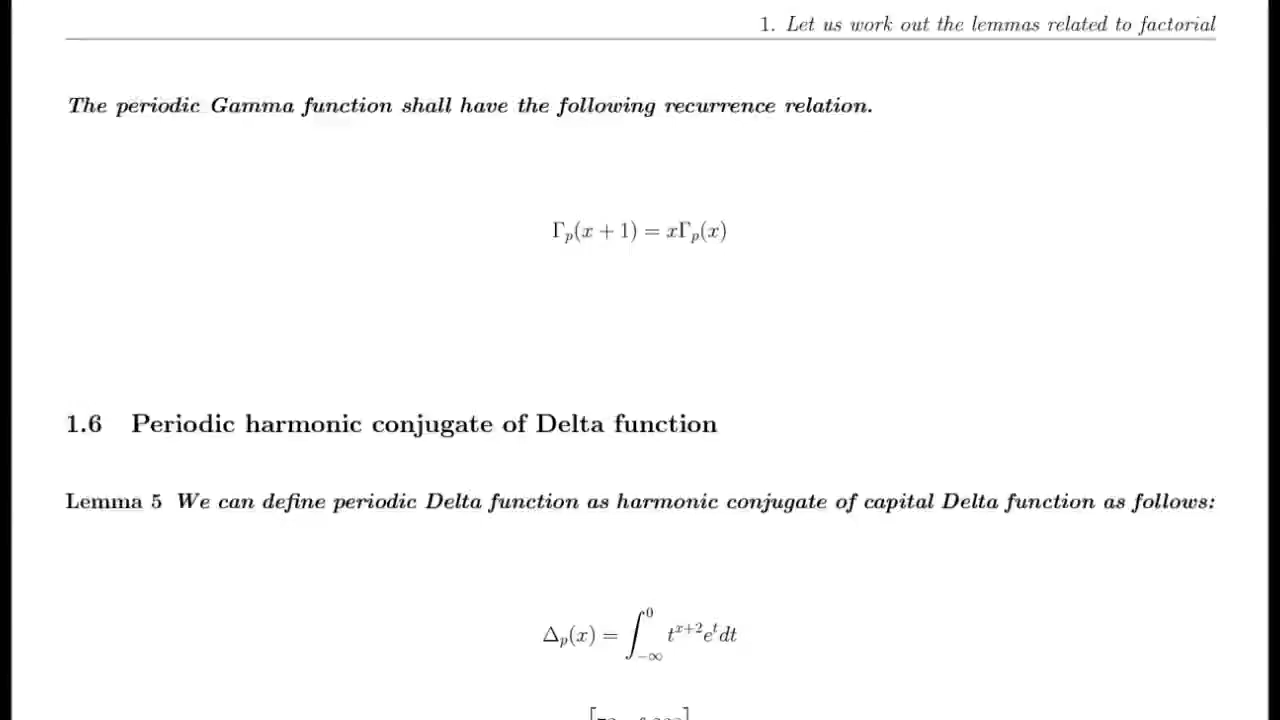 1. Let us work out the lemmas related to factorial
The periodic Gamma function shall have the following recurrence relation.
Γ_p(x + 1) = xΓ_p(x)
1.6 Periodic harmonic conjugate of Delta function
Lemma 5 We can define periodic Delta function as harmonic conjugate of capital Delta function as follows:
Δ_p(x) = ∫_{-∞}^{0} t^{x+2}e^t dt